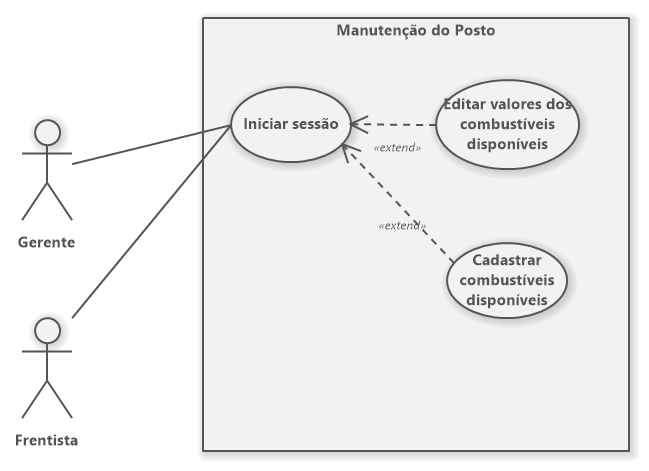 Manutenção do Posto
Iniciar sessão
Editar valores dos
combustíveis
disponíveis
«extend»
«extend»
Cadastrar
combustíveis
disponíveis
Gerente
Frentista